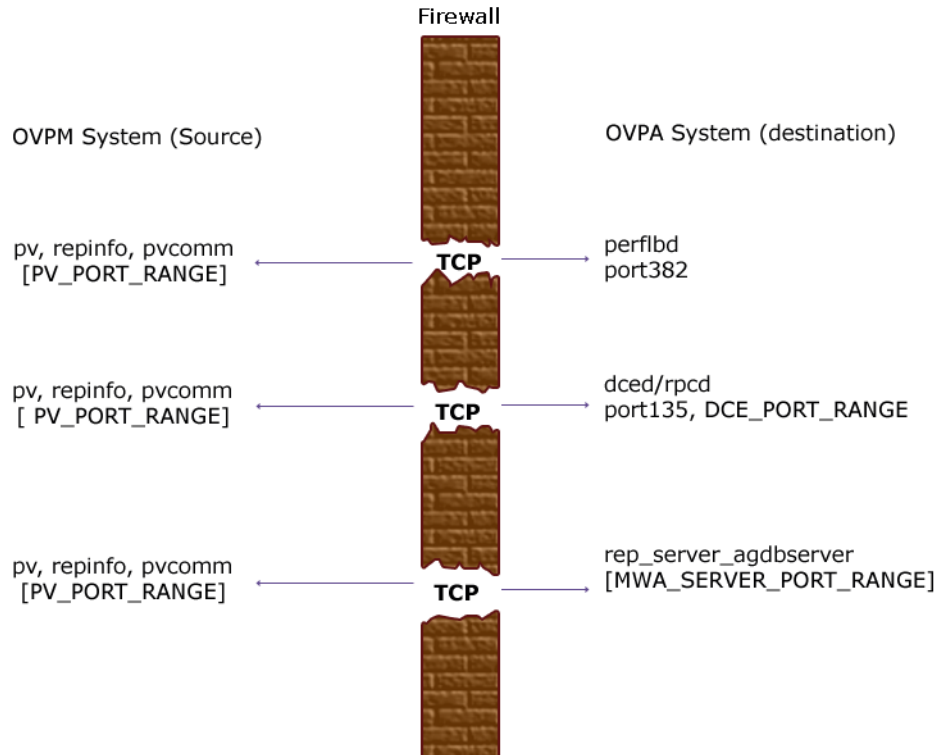 Firewall
OVPM System (Source)
OVPA System (destination)
pv, repinfo, pvcomm
[PV_PORT_RANGE]
TCP
perflbd
port382
pv, repinfo, pvcomm
[ PV_PORT_RANGE]
TCP
dced/rpcd
port135, DCE_PORT_RANGE
pv, repinfo, pvcomm
[PV_PORT_RANGE]
TCP
rep_server_agdbserver
[MWA_SERVER_PORT_RANGE]